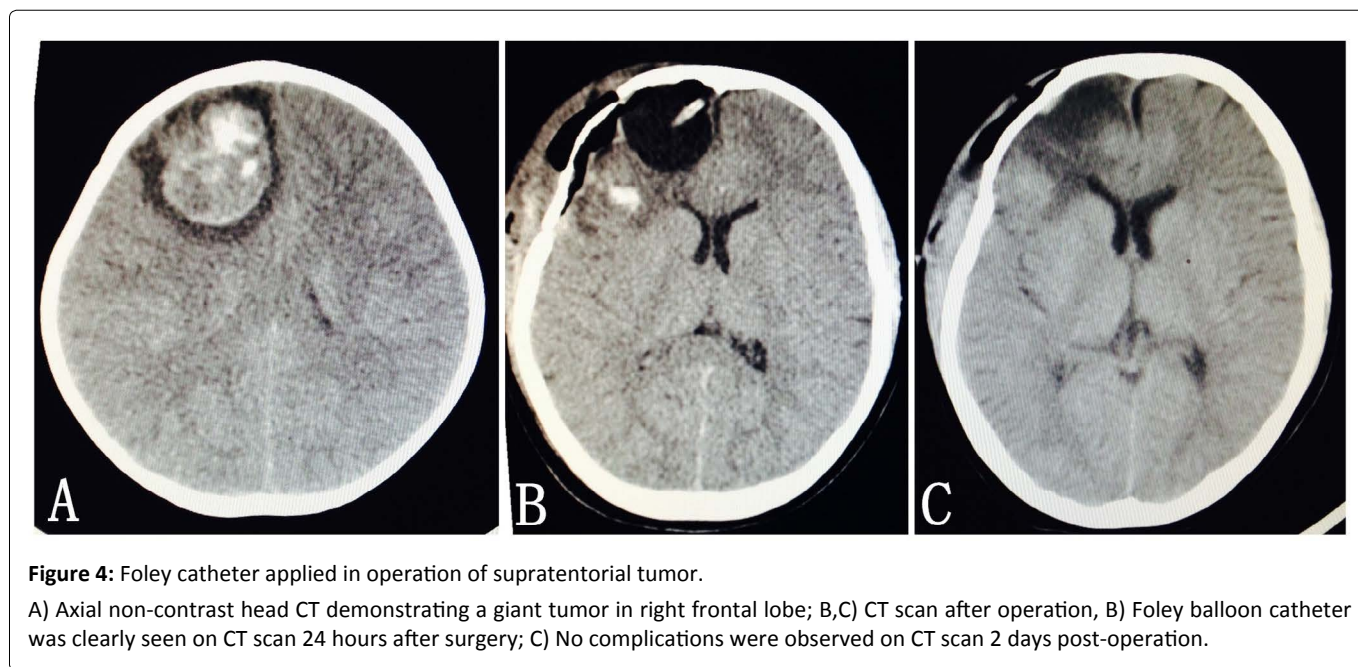 A
B
C
Figure 4: Foley catheter applied in operation of supratentorial tumor.
A) Axial non-contrast head CT demonstrating a giant tumor in right frontal lobe; B,C) CT scan after operation, B) Foley balloon catheter
was clearly seen on CT scan 24 hours after surgery; C) No complications were observed on CT scan 2 days post-operation.